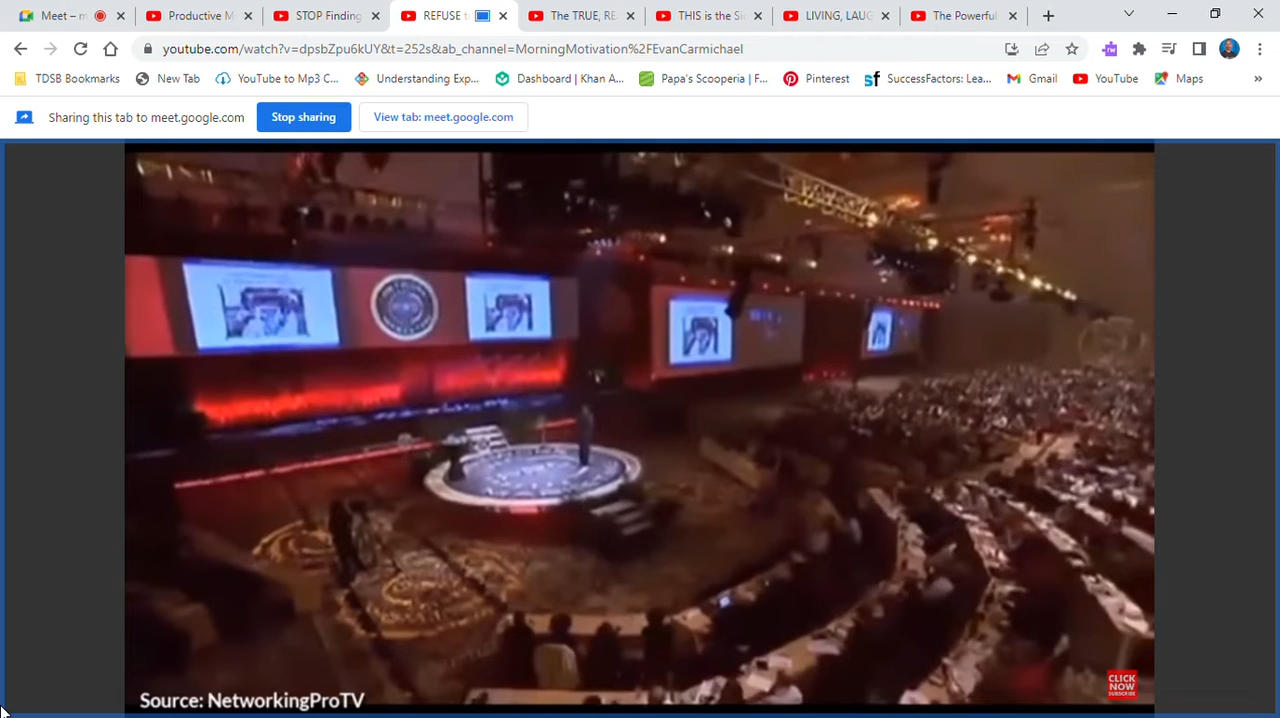 Meet – m
Productive M
STOP Finding
REFUSE t
The TRUE, RE
THIS is the Si
LIVING, LAUG
The Powerful
youtube.com/watch?v=dpsbZpu6kUY&t=252s&ab_channel=MorningMotivation%2FEvanCarmichael
TDSB Bookmarks
New Tab
YouTube to Mp3 C...
Understanding Exp...
Dashboard | Khan A...
Papa's Scooperia | F...
Pinterest
SuccessFactors: Lea...
Gmail
YouTube
Maps
Sharing this tab to meet.google.com
Stop sharing
View tab: meet.google.com
Source: NetworkingProTV
CLICK
NOW
SUBSCRIBE